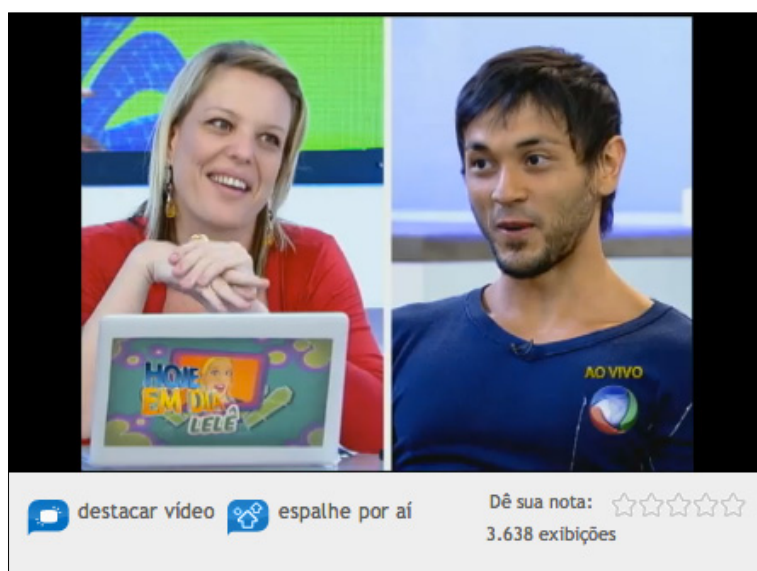 HOJE
EM DIA
LELÊ
AO VIVO
destacar vídeo
espalhe por aí
Dê sua nota:
3.638 exibições